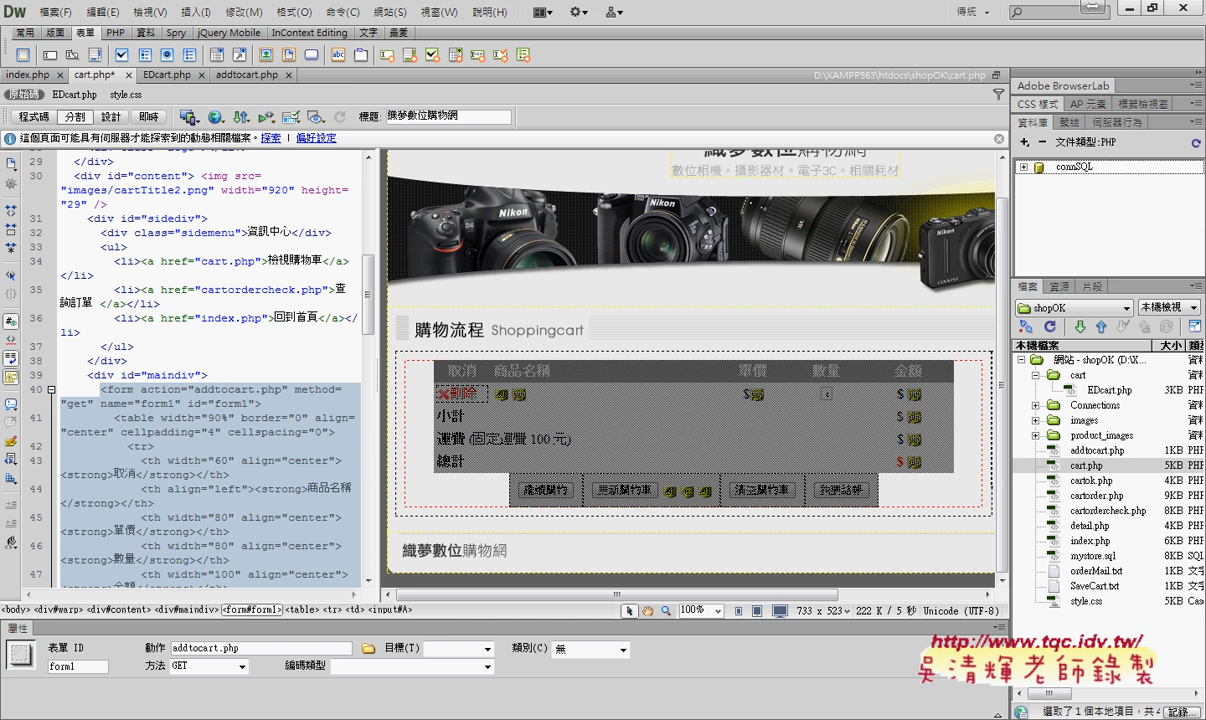 Dw 檔案(F) 編輯(E) 檢視(V) 插入(I) 修改(M) 格式(O) 命令(C) 網站(S) 視窗(W) 說明(H) 傳統
常用 版面 表單 PHP 資料 Spry jQuery Mobile InContext Editing 文字 最愛
index.php cart.php* EDcart.php addtocart.php D:\XAMPP563\htdocs\shopOK\cart.php
原始碼 EDcart.php style.css
程式碼 分割 設計 即時 標題: 織夢數位購物網
這個頁面可能具有伺服器才能探索到的動態相關檔案。 探索 | 偏好設定
29 </div>
30 <div id="content"> <img src=
"images/cartTitle2.png" width="920" height=
"29" />
31 <div id="sidediv">
32 <div class="sidemenu">資訊中心</div>
33 <ul>
34 <li><a href="cart.php">檢視購物車</a>
</li>
35 <li><a href="cartordercheck.php">查
詢訂單 </a></li>
36 <li><a href="index.php">回到首頁</a></
li>
37 </ul>
38 </div>
39 <div id="maindiv">
40 <form action="addtocart.php" method=
"get" name="form1" id="form1">
41 <table width="90%" border="0" align=
"center" cellpadding="4" cellspacing="0">
42 <tr>
43 <th width="60" align="center">
<strong>取消</strong></th>
44 <th align="left"><strong>商品名稱
</strong></th>
45 <th width="80" align="center">
<strong>單價</strong></th>
46 <th width="80" align="center">
<strong>數量</strong></th>
47 <th width="100" align="center">
織夢數位購物網
數位相機。攝影器材。電子3C。相關耗材
Nikon
Nikon
Nikon
COOLPIX
購物流程 Shoppingcart
取消 商品名稱 單價 數量 金額
刪除 $ $
小計 $
運費 (固定運費 100 元) $
總計 $
繼續購物 更新購物車 清空購物車 我要結帳
織夢數位購物網
<body> <div#warp> <div#content> <div#maindiv> <form#form1> <table> <tr> <td> <input#A> 100% 733 x 523 222 K / 5 秒 Unicode (UTF-8)
屬性
表單 ID 動作 addtocart.php 目標(T) 類別(C) 無
form1 方法 GET 編碼類型
Adobe BrowserLab
CSS 樣式 AP 元素 標籤檢視窗
資料庫 繫結 伺服器行為
文件類型:PHP
connSQL
檔案 資源 片段
shopOK 本機檢視
本機檔案 大小 類
網站 - shopOK (D:\X... 資料
cart 資料
EDcart.php 3KB PHP
Connections 資料
images 資料
product_images 資料
addtocart.php 1KB PHP
cart.php 5KB PHP
cartok.php 4KB PHP
cartorder.php 9KB PHP
cartordercheck.php 8KB PHP
detail.php 5KB PHP
index.php 6KB PHP
mystore.sql 8KB SQL
orderMail.txt 1KB 文字
SaveCart.txt 1KB 文字
style.css 5KB Cas
http://www.tqc.idv.tw/
吳清輝老師錄製
選取了 1 個本地項目，共 4 記錄...